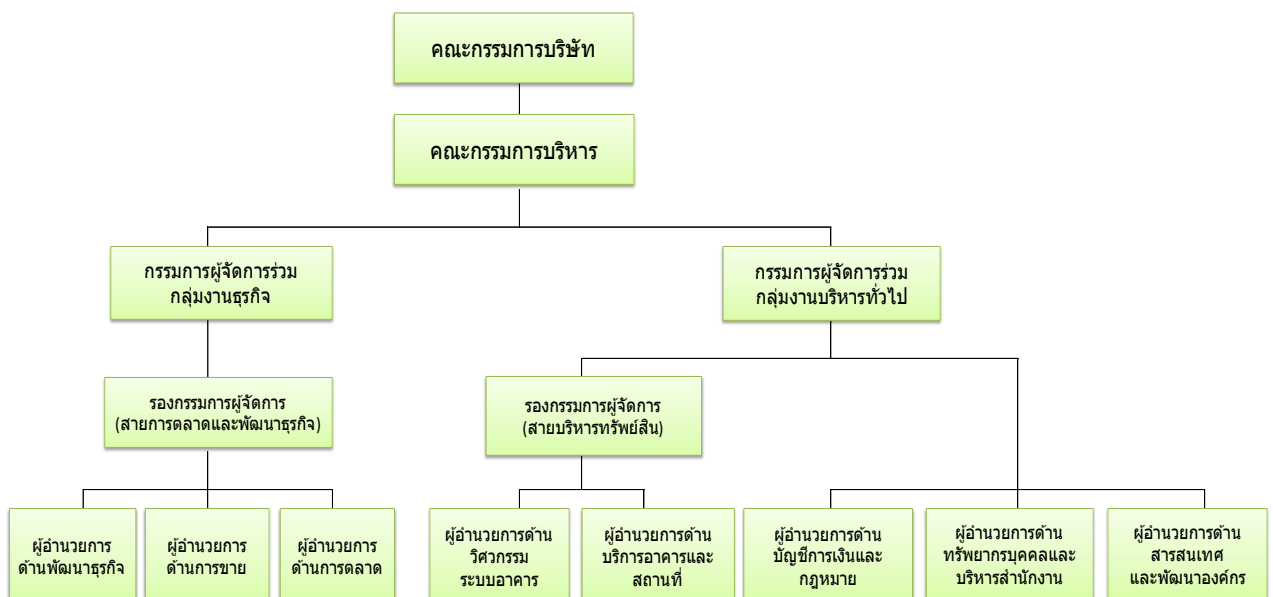 คณะกรรมการบริษัท
คณะกรรมการบริหาร
กรรมการผู้จัดการร่วม
กลุ่มงานธุรกิจ
กรรมการผู้จัดการร่วม
กลุ่มงานบริหารทั่วไป
รองกรรมการผู้จัดการ
(สายการตลาดและพัฒนาธุรกิจ)
รองกรรมการผู้จัดการ
(สายบริหารทรัพย์สิน)
ผู้อำนวยการ
ด้านพัฒนาธุรกิจ
ผู้อำนวยการ
ด้านการขาย
ผู้อำนวยการ
ด้านการตลาด
ผู้อำนวยการด้าน
วิศวกรรม
ระบบอาคาร
ผู้อำนวยการด้าน
บริการอาคารและ
สถานที่
ผู้อำนวยการด้าน
บัญชีการเงินและ
กฎหมาย
ผู้อำนวยการด้าน
ทรัพยากรบุคคลและ
บริหารสำนักงาน
ผู้อำนวยการด้าน
สารสนเทศ
และพัฒนาองค์กร